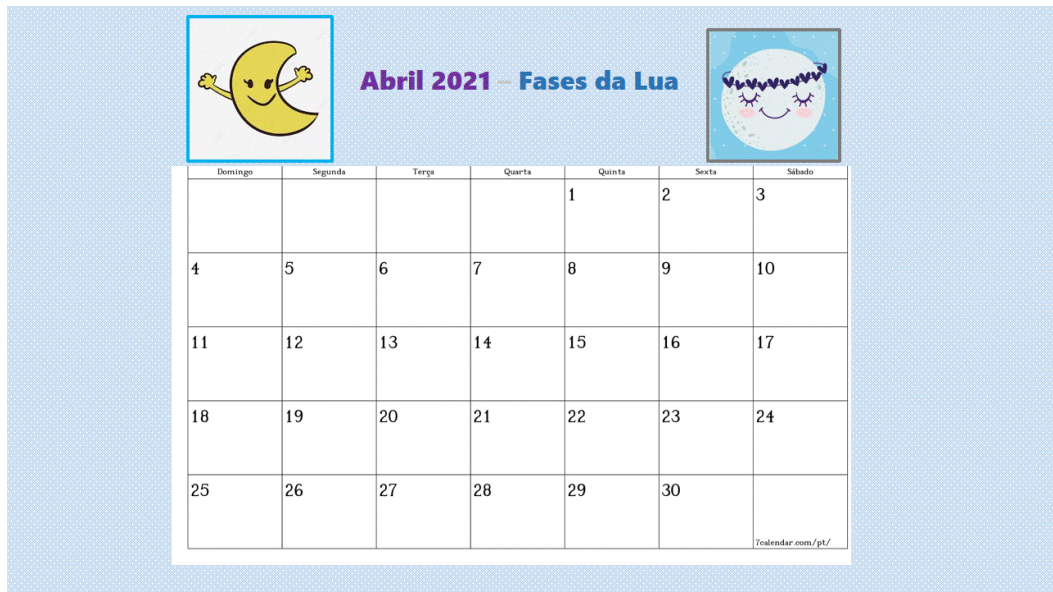 Abril 2021 — Fases da Lua
Domingo Segunda Terça Quarta Quinta Sexta Sábado
1 2 3
4 5 6 7 8 9 10
11 12 13 14 15 16 17
18 19 20 21 22 23 24
25 26 27 28 29 30
7calendar.com/pt/